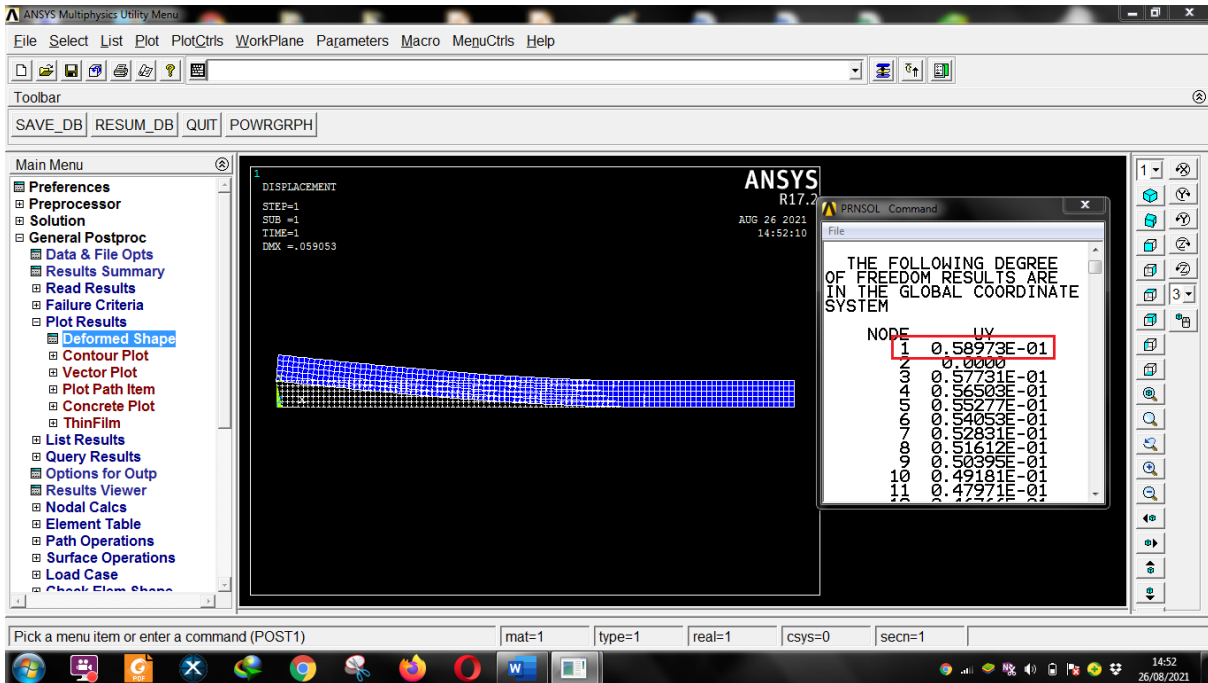 ANSYS Multiphysics Utility Menu
File Select List Plot PlotCtrls WorkPlane Parameters Macro MenuCtrls Help
Toolbar
SAVE_DB RESUM_DB QUIT POWRGRPH
Main Menu
Preferences
Preprocessor
Solution
General Postproc
Data & File Opts
Results Summary
Read Results
Failure Criteria
Plot Results
Deformed Shape
Contour Plot
Vector Plot
Plot Path Item
Concrete Plot
ThinFilm
List Results
Query Results
Options for Outp
Results Viewer
Nodal Calcs
Element Table
Path Operations
Surface Operations
Load Case
Check Elem Shape
1
DISPLACEMENT
STEP=1
SUB =1
TIME=1
DMX =.059053
ANSYS
R17.2
AUG 26 2021
14:52:10
PRNSOL Command
File
THE FOLLOWING DEGREE
OF FREEDOM RESULTS ARE
IN THE GLOBAL COORDINATE
SYSTEM
NODE UY
1 0.58973E-01
2 0.0000
3 0.57731E-01
4 0.56503E-01
5 0.55277E-01
6 0.54053E-01
7 0.52831E-01
8 0.51612E-01
9 0.50395E-01
10 0.49181E-01
11 0.47971E-01
1
3
Pick a menu item or enter a command (POST1) mat=1 type=1 real=1 csys=0 secn=1
14:52
26/08/2021